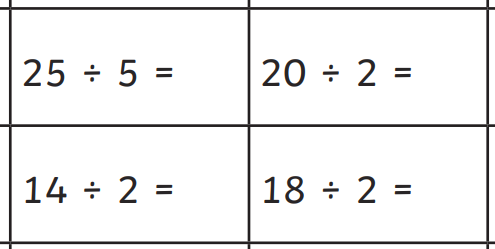 25 ÷ 5 =
20 ÷ 2 =
14 ÷ 2 =
18 ÷ 2 =